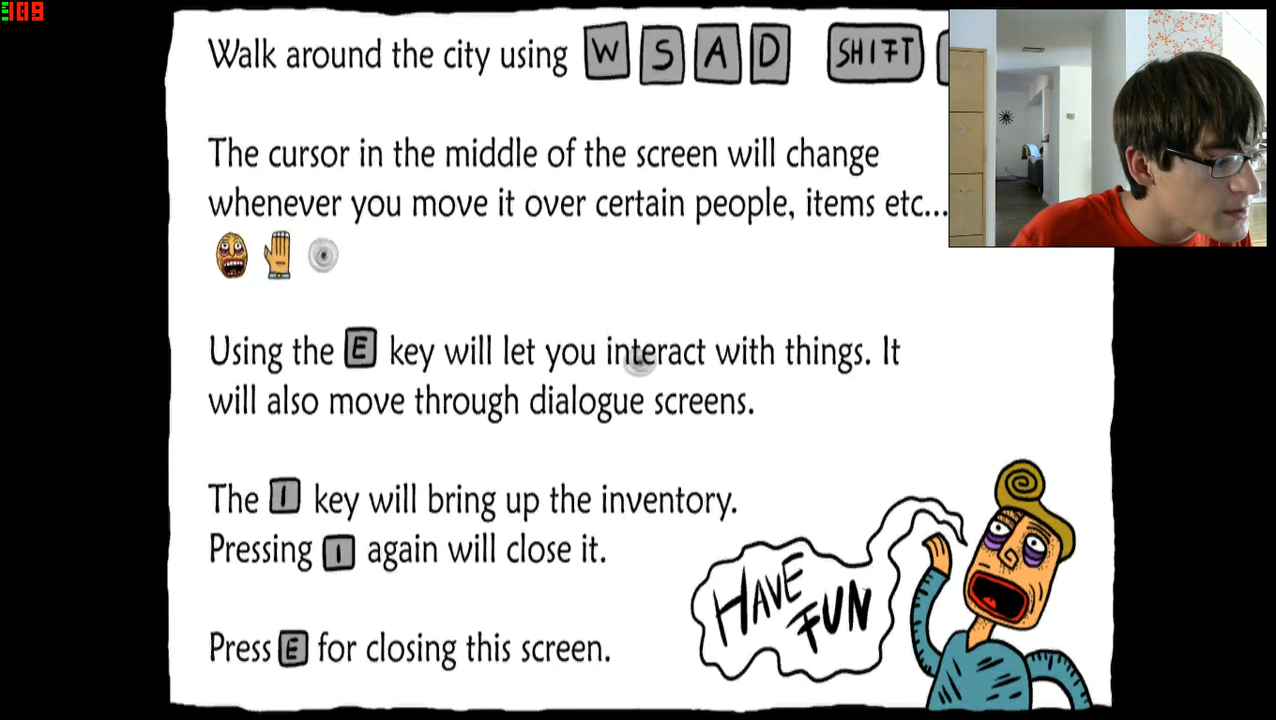 309
Walk around the city using W S A D SHIFT
The cursor in the middle of the screen will change
whenever you move it over certain people, items etc...
Using the E key will let you interact with things. It
will also move through dialogue screens.
The I key will bring up the inventory.
Pressing I again will close it.
HAVE
FUN
Press E for closing this screen.